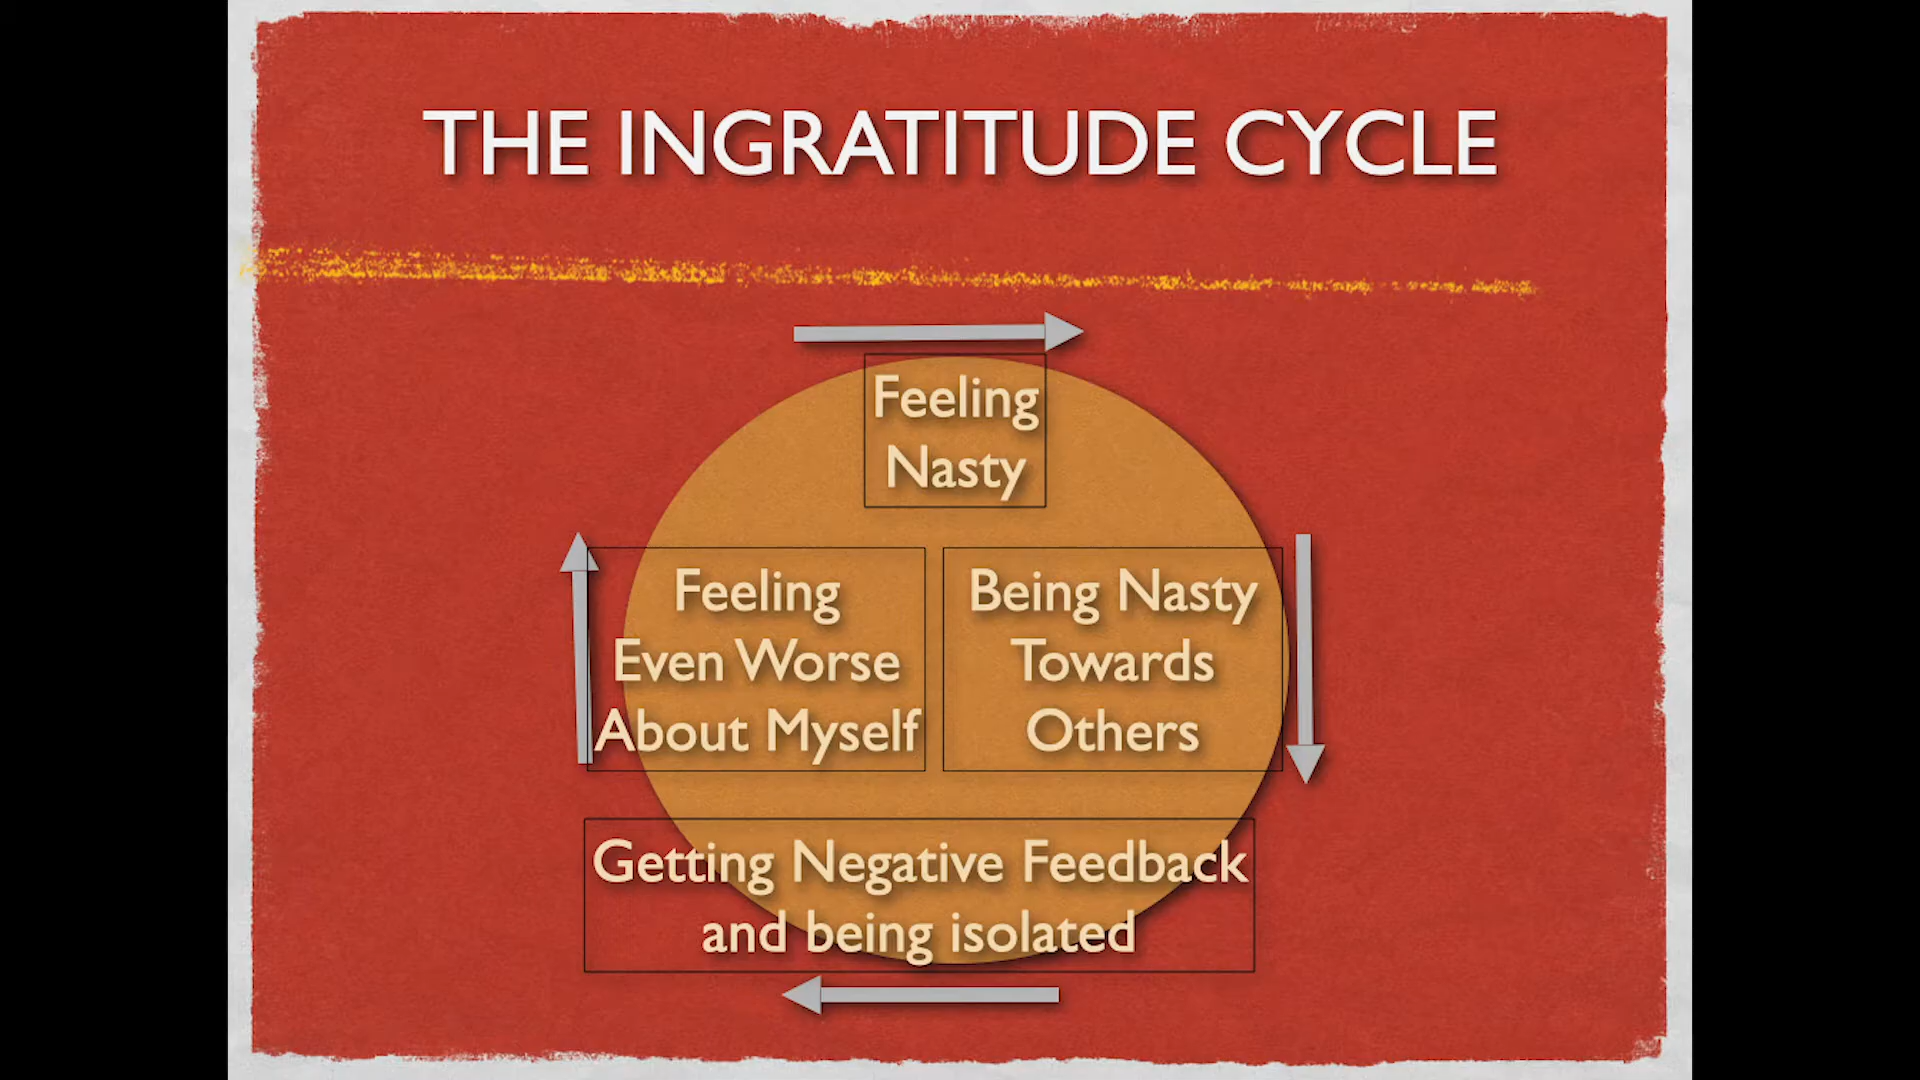 THE INGRATITUDE CYCLE
Feeling
Nasty
Feeling
Even Worse
About Myself
Being Nasty
Towards
Others
Getting Negative Feedback
and being isolated